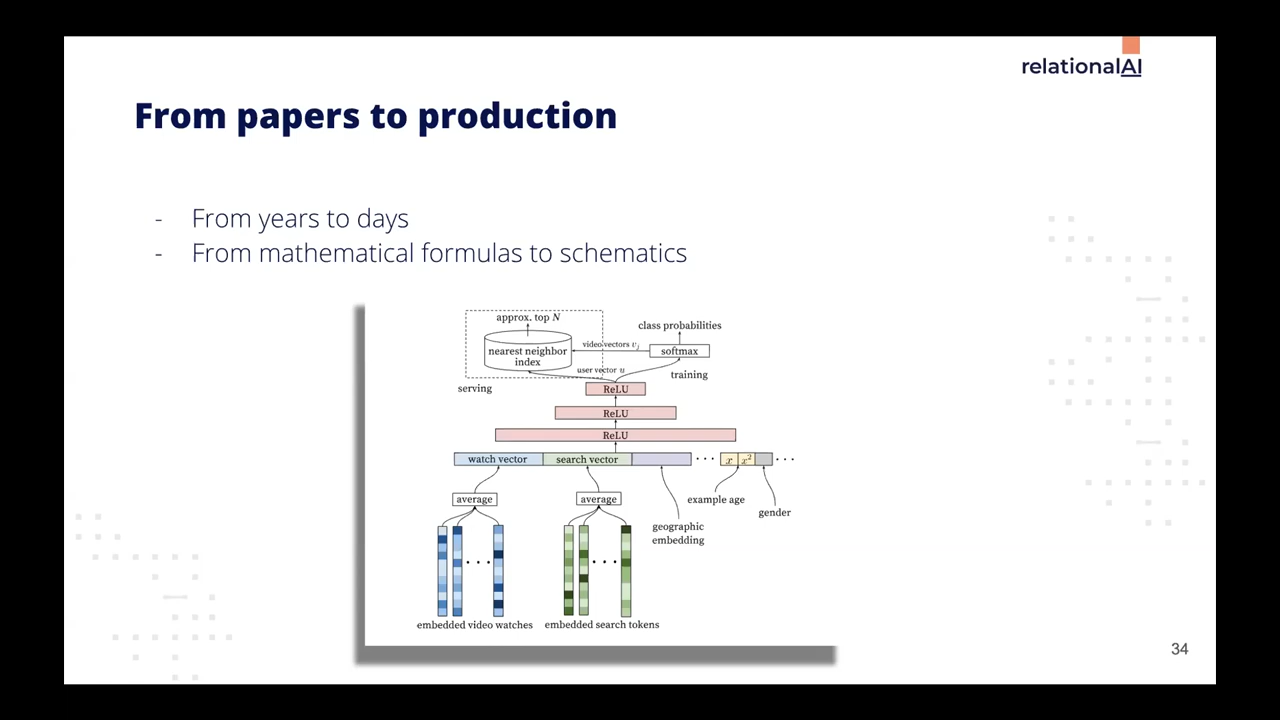 relationalAI
From papers to production
- From years to days
- From mathematical formulas to schematics
approx. top N
class probabilities
nearest neighbor
index
video vectors vⱼ
softmax
user vector u
training
serving
ReLU
ReLU
ReLU
watch vector
search vector
...
x
x²
...
average
average
example age
gender
geographic
embedding
...
...
embedded video watches
embedded search tokens
34